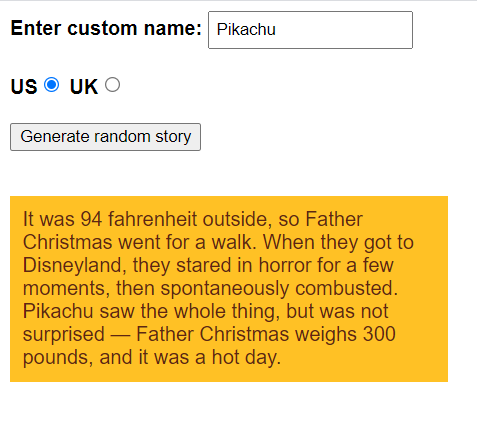 Enter custom name: Pikachu
US UK
Generate random story
It was 94 fahrenheit outside, so Father
Christmas went for a walk. When they got to
Disneyland, they stared in horror for a few
moments, then spontaneously combusted.
Pikachu saw the whole thing, but was not
surprised — Father Christmas weighs 300
pounds, and it was a hot day.